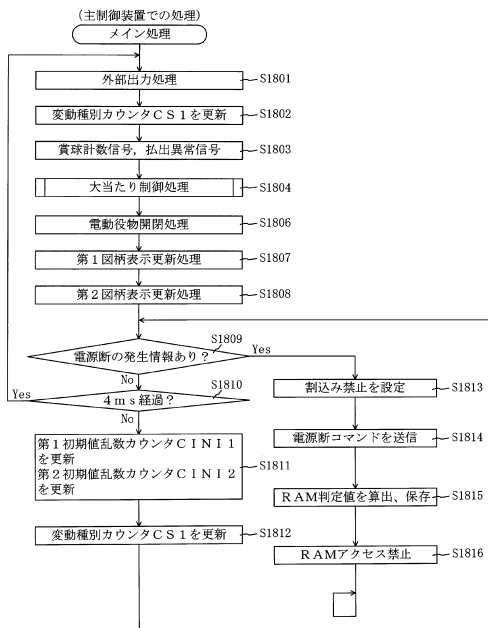 (主制御装置での処理)
メイン処理
外部出力処理 S1801
変動種別カウンタCS1を更新 S1802
賞球計数信号,払出異常信号 S1803
大当たり制御処理 S1804
電動役物開閉処理 S1806
第1図柄表示更新処理 S1807
第2図柄表示更新処理 S1808
S1809
電源断の発生情報あり? Yes
No
S1810
Yes 4ms経過?
No
第1初期値乱数カウンタCINI1
を更新
第2初期値乱数カウンタCINI2
を更新
S1811
変動種別カウンタCS1を更新 S1812
割込み禁止を設定 S1813
電源断コマンドを送信 S1814
RAM判定値を算出、保存 S1815
RAMアクセス禁止 S1816